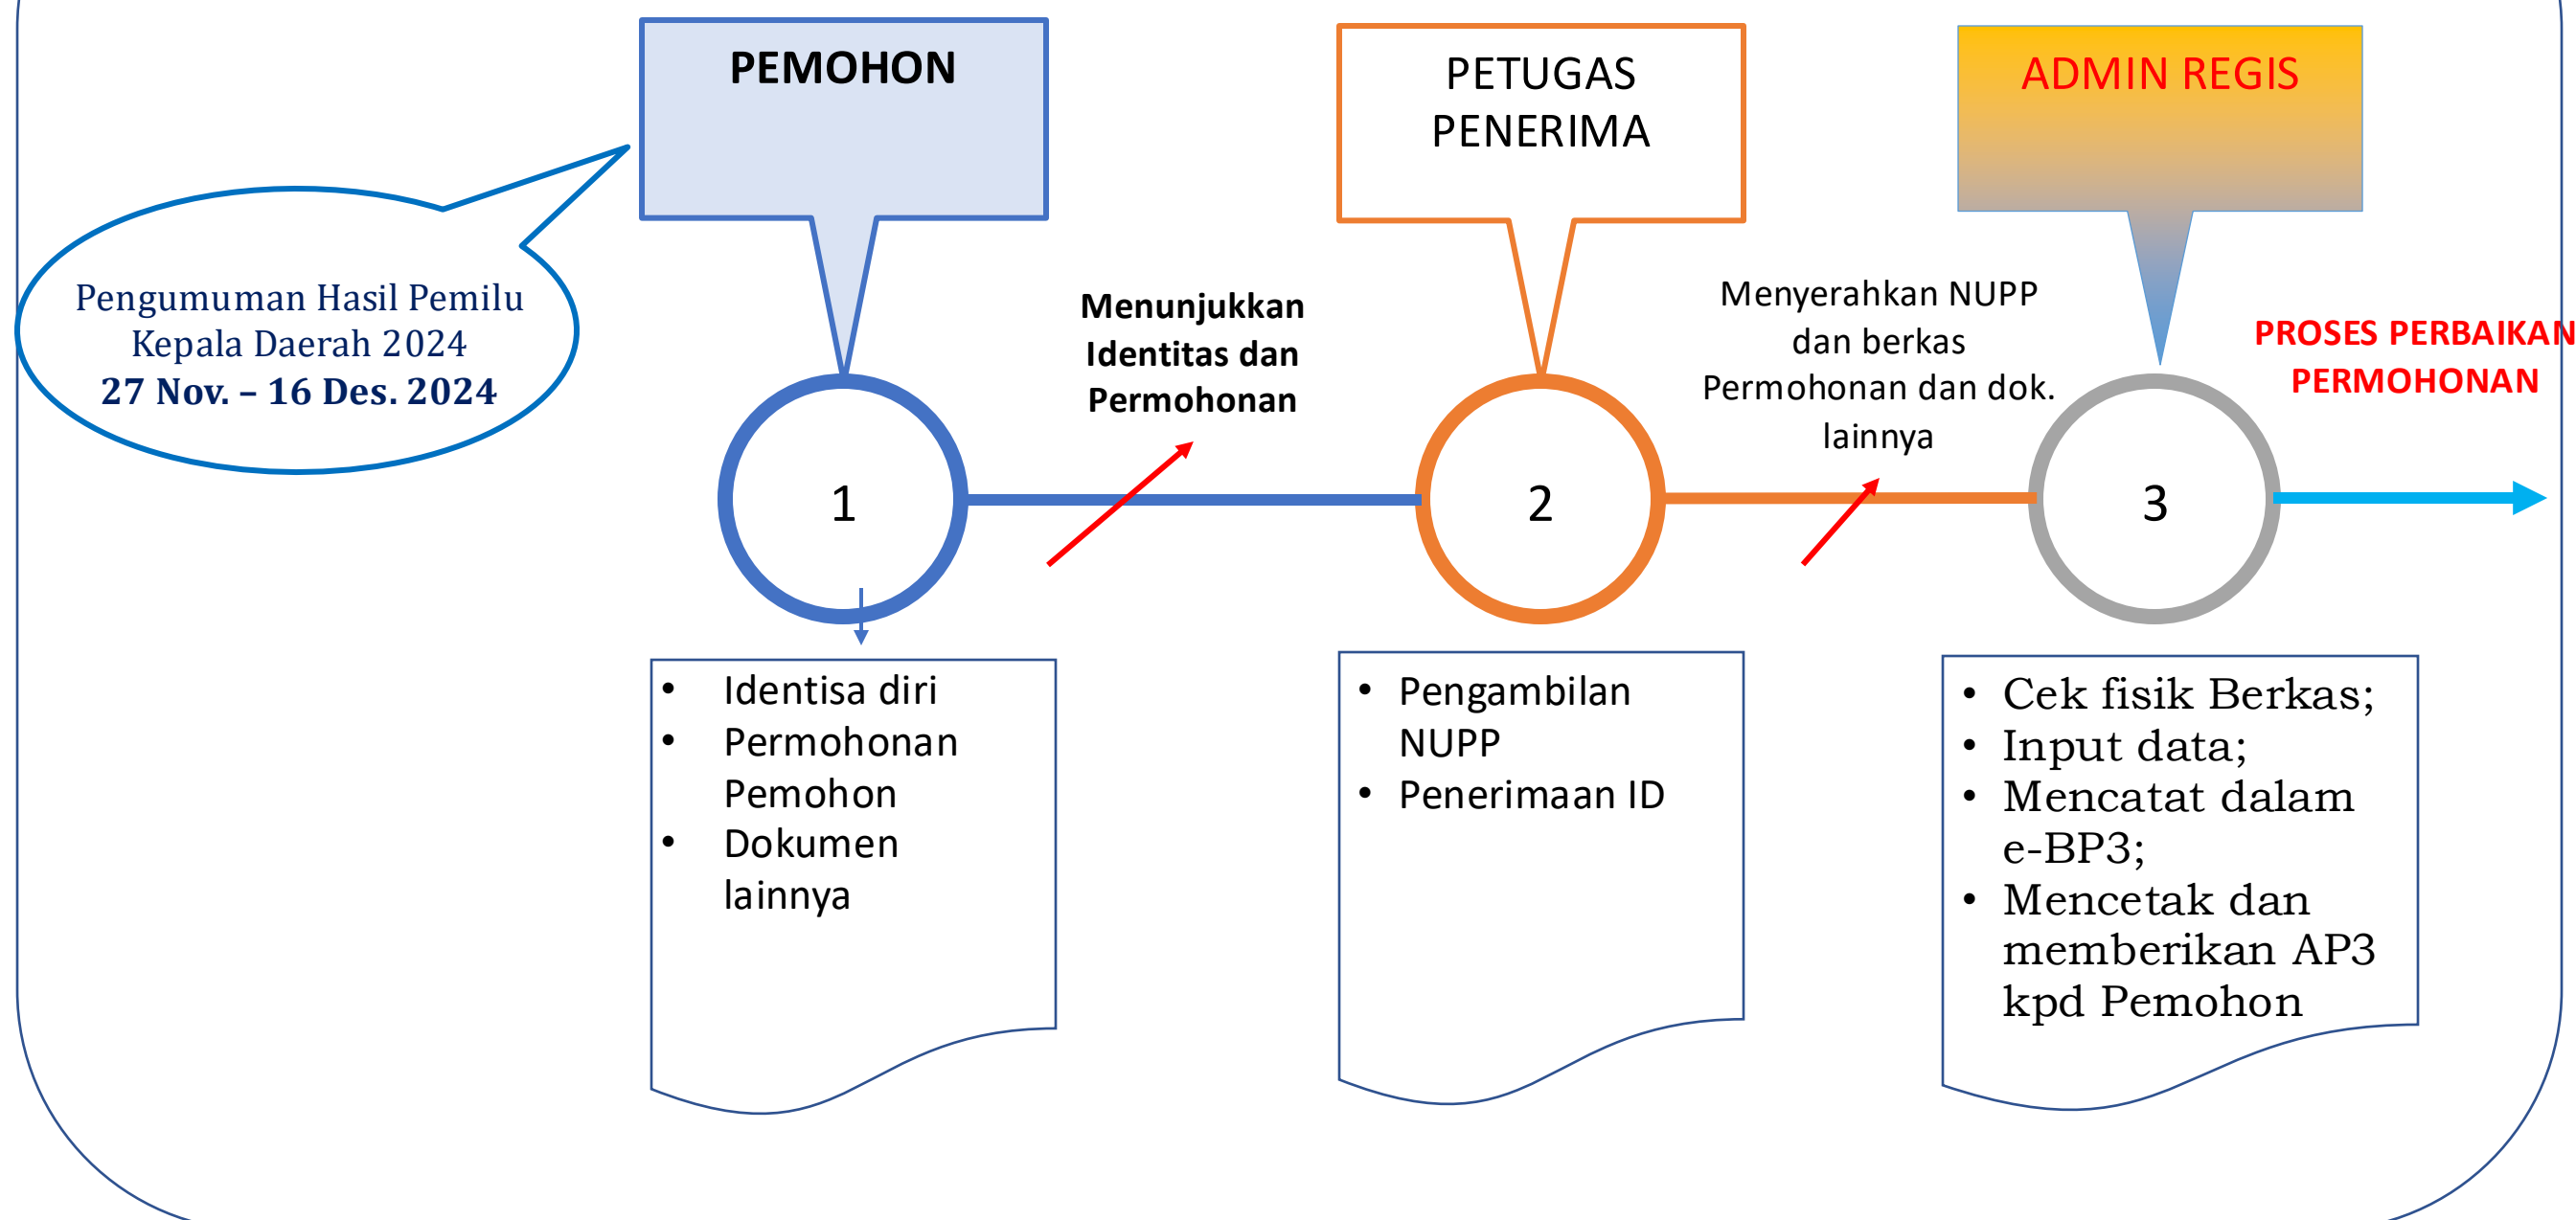 PEMOHON
PETUGAS
PENERIMA
ADMIN REGIS
Pengumuman Hasil Pemilu
Kepala Daerah 2024
27 Nov. – 16 Des. 2024
Menunjukkan
Identitas dan
Permohonan
Menyerahkan NUPP
dan berkas
Permohonan dan dok.
lainnya
PROSES PERBAIKAN
PERMOHONAN
1
2
3
• Identisa diri
• Permohonan
Pemohon
• Dokumen
lainnya
• Pengambilan
NUPP
• Penerimaan ID
• Cek fisik Berkas;
• Input data;
• Mencatat dalam
e-BP3;
• Mencetak dan
memberikan AP3
kpd Pemohon